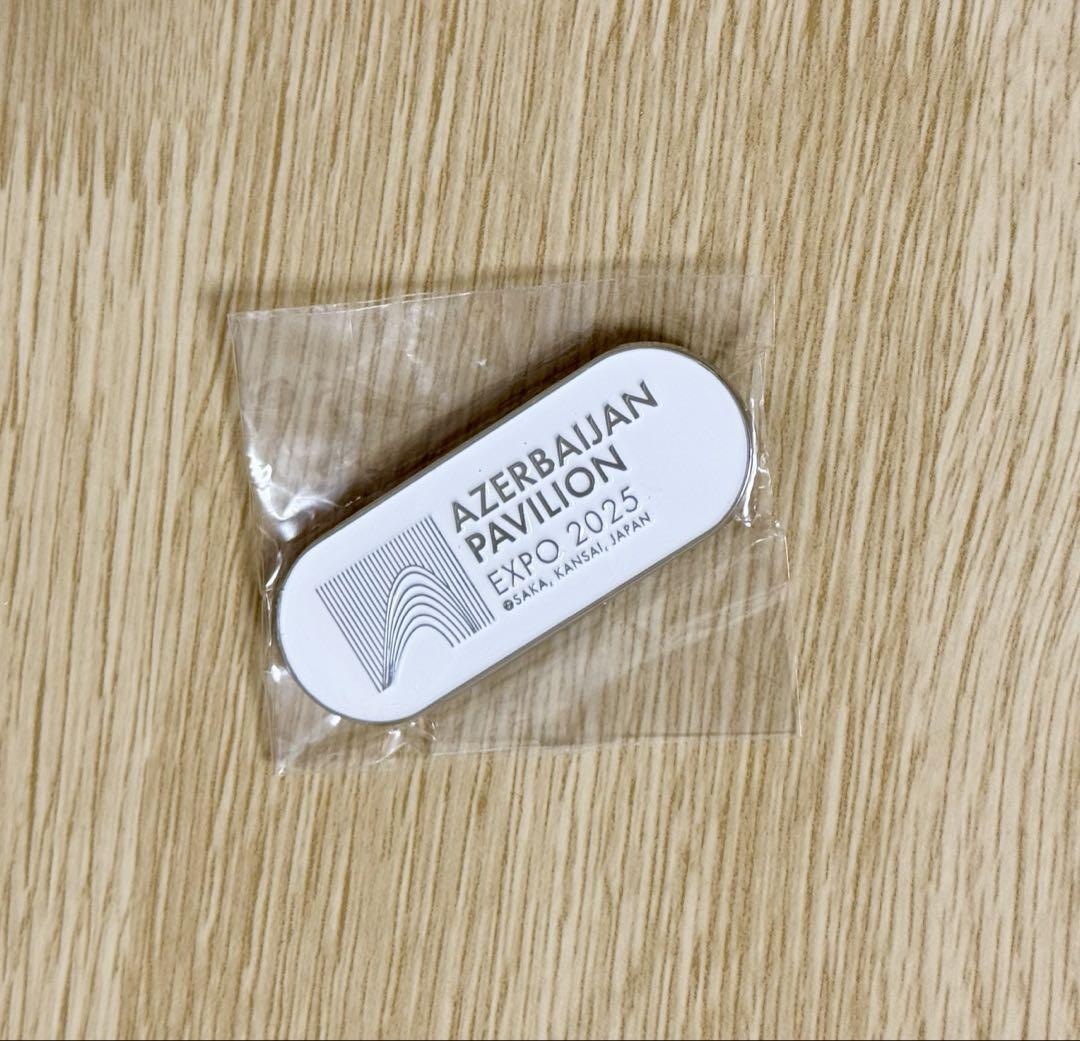 AZERBAIJAN
PAVILION
EXPO 2025
OSAKA, KANSAI, JAPAN